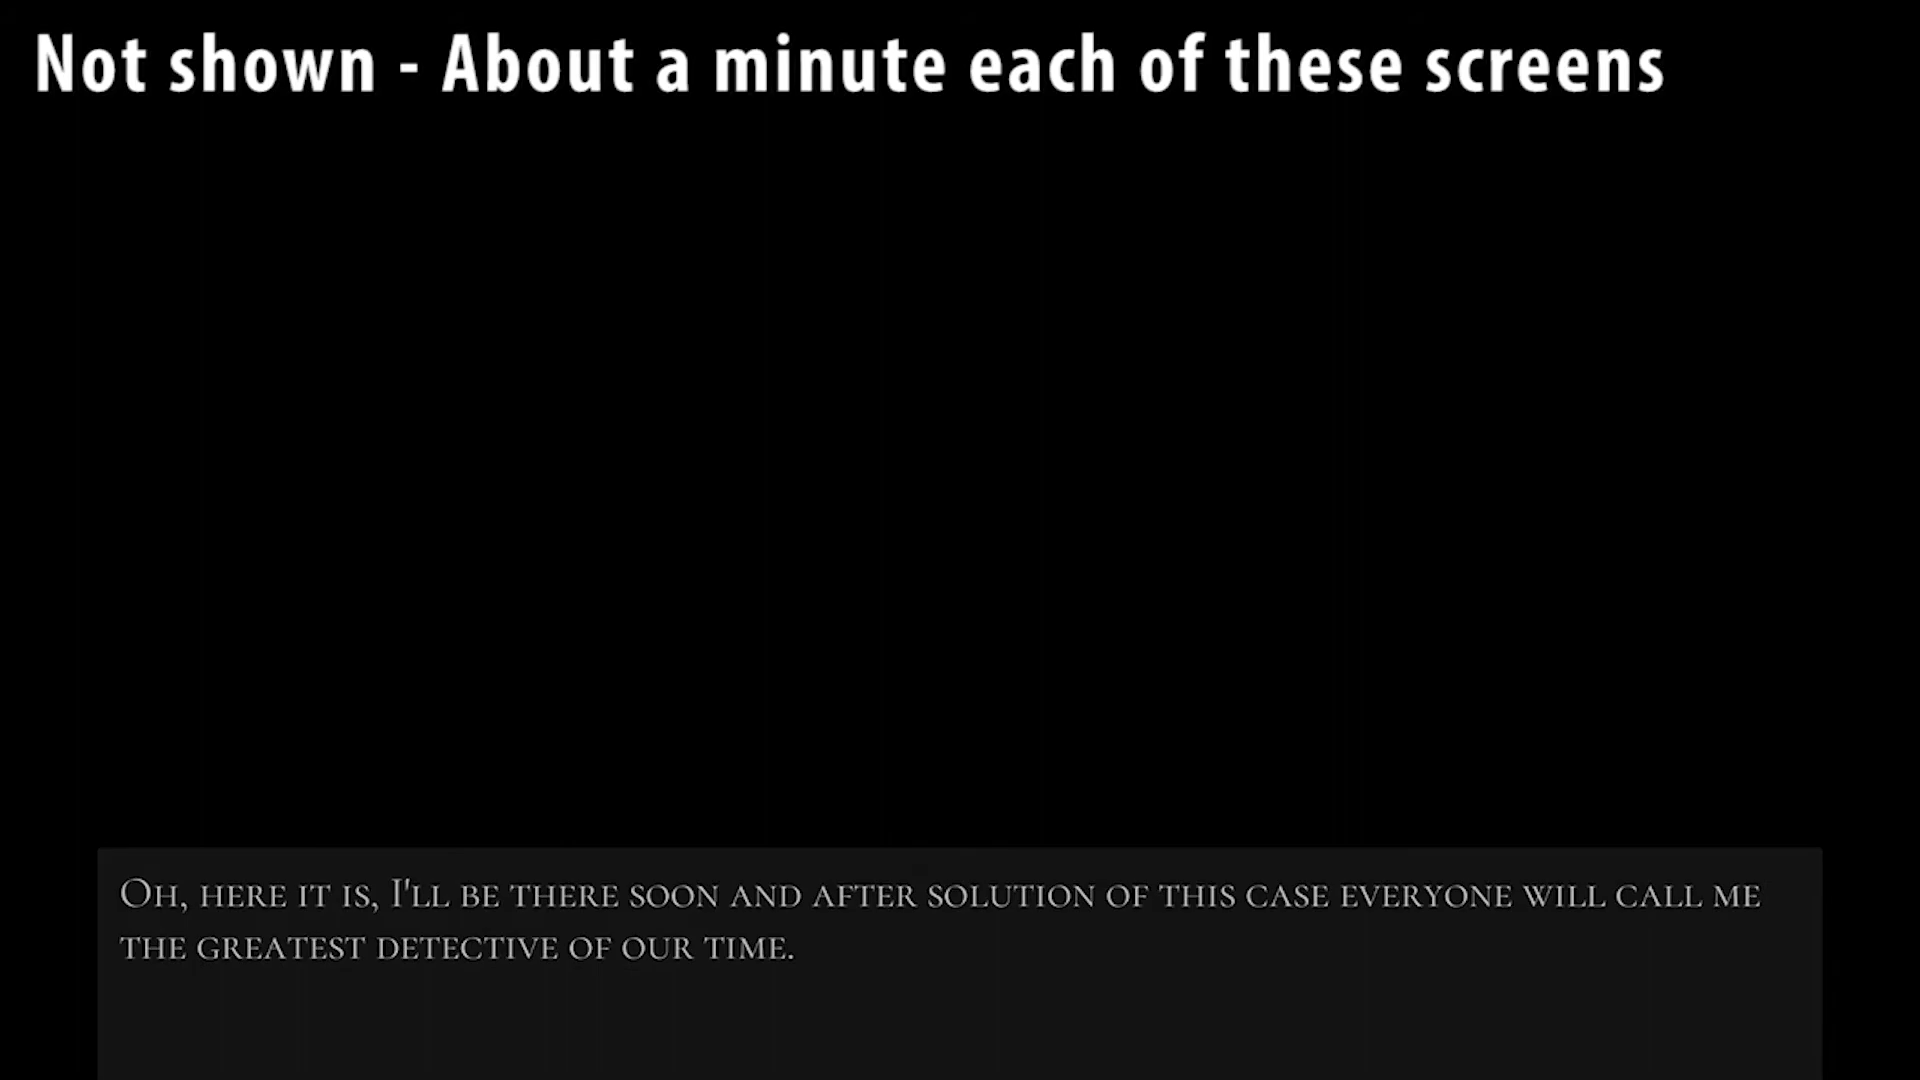 Not shown - About a minute each of these screens
Oh, here it is, I'll be there soon and after solution of this case everyone will call me
the greatest detective of our time.